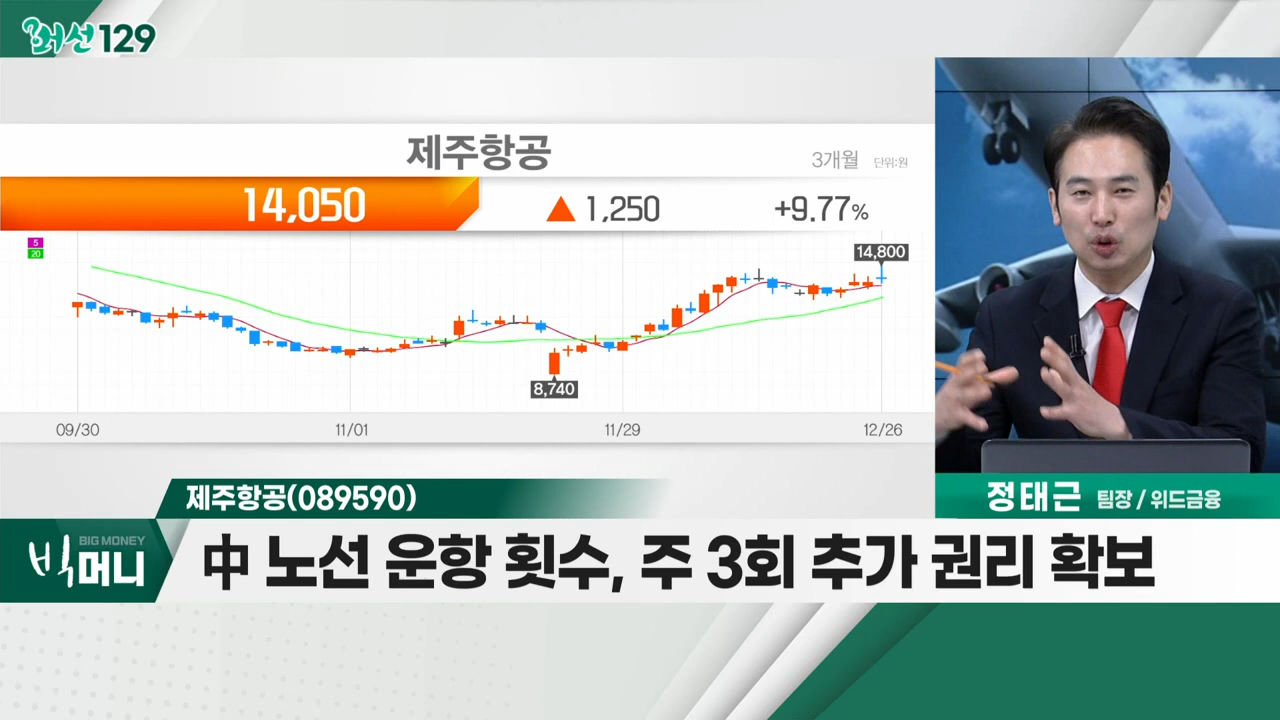 머선129
제주항공
3개월 단위:원
14,050 ▲ 1,250 +9.77%
5
20
14,800
8,740
09/30 11/01 11/29 12/26
제주항공(089590)
정태근 팀장 / 위드금융
BIG MONEY
빅머니
中 노선 운항 횟수, 주 3회 추가 권리 확보